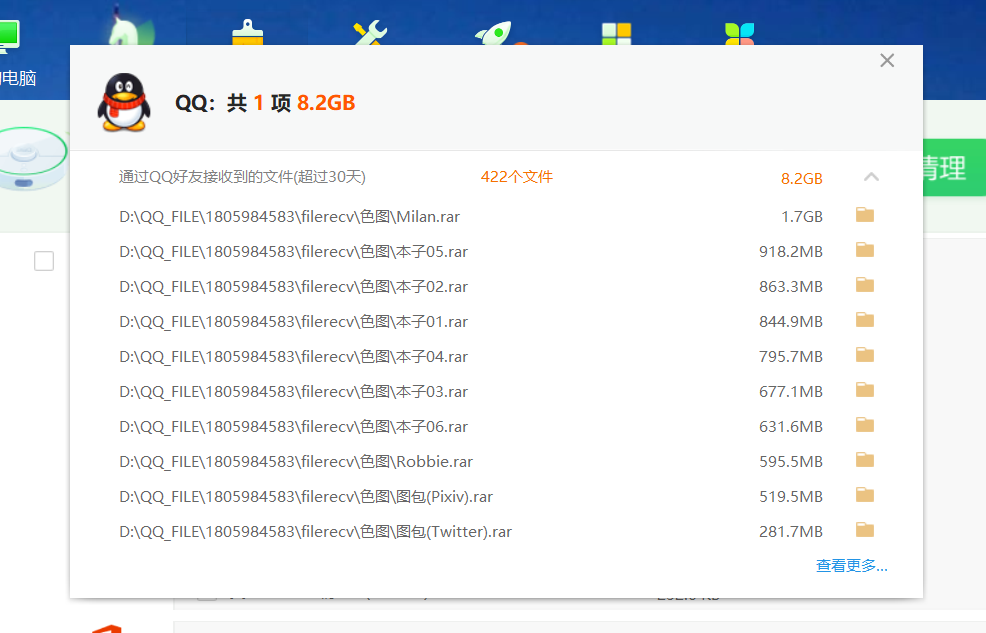 电脑
QQ：共 1 项 8.2GB
清理
通过QQ好友接收到的文件(超过30天) 422个文件 8.2GB
D:\QQ_FILE\1805984583\filerecv\色图\Milan.rar 1.7GB
D:\QQ_FILE\1805984583\filerecv\色图\本子05.rar 918.2MB
D:\QQ_FILE\1805984583\filerecv\色图\本子02.rar 863.3MB
D:\QQ_FILE\1805984583\filerecv\色图\本子01.rar 844.9MB
D:\QQ_FILE\1805984583\filerecv\色图\本子04.rar 795.7MB
D:\QQ_FILE\1805984583\filerecv\色图\本子03.rar 677.1MB
D:\QQ_FILE\1805984583\filerecv\色图\本子06.rar 631.6MB
D:\QQ_FILE\1805984583\filerecv\色图\Robbie.rar 595.5MB
D:\QQ_FILE\1805984583\filerecv\色图\图包(Pixiv).rar 519.5MB
D:\QQ_FILE\1805984583\filerecv\色图\图包(Twitter).rar 281.7MB
查看更多...